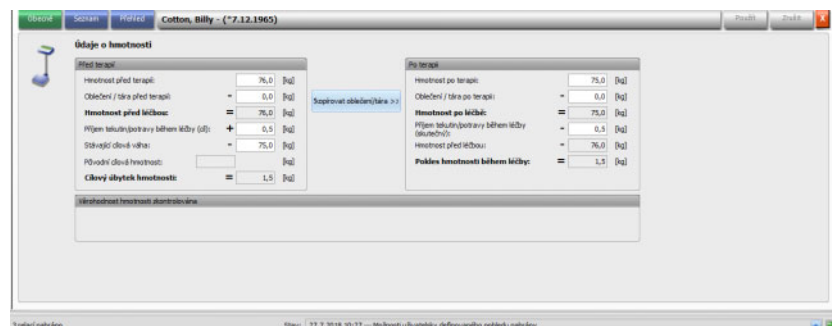 Obecné Seznam Přehled Cotton, Billy - (*7.12.1965) Použít Zrušit X
Údaje o hmotnosti
Před terapií
Hmotnost před terapií: 76,0 [kg]
Oblečení / tára před terapií: - 0,0 [kg]
Hmotnost před léčbou: = 76,0 [kg]
Příjem tekutin/potravy během léčby (cíl): + 0,5 [kg]
Stávající cílová váha: - 75,0 [kg]
Původní cílová hmotnost: [kg]
Cílový úbytek hmotnosti: = 1,5 [kg]
Zkopírovat oblečení/tára >>
Po terapii
Hmotnost po terapii: 75,0 [kg]
Oblečení / tára po terapii: - 0,0 [kg]
Hmotnost po léčbě: = 75,0 [kg]
Příjem tekutin/potravy během léčby
(skutečný): - 0,5 [kg]
Hmotnost před léčbou: - 76,0 [kg]
Pokles hmotnosti během léčby: = 1,5 [kg]
Věrohodnost hmotnosti zkontrolována